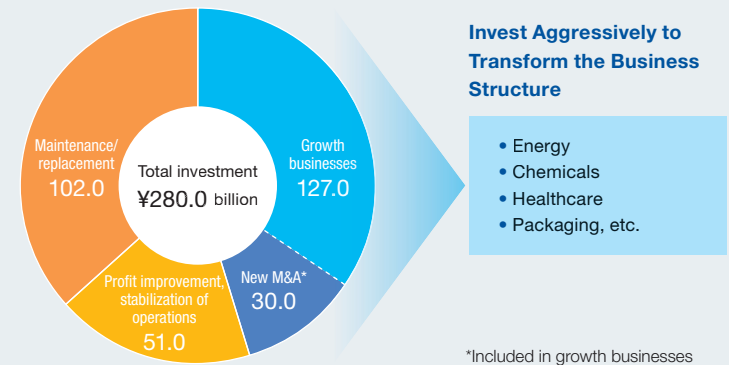 Invest Aggressively to
Transform the Business
Structure
Maintenance/
replacement
102.0
Total investment
¥280.0 billion
Growth
businesses
127.0
• Energy
• Chemicals
• Healthcare
• Packaging, etc.
Profit improvement,
stabilization of
operations
51.0
New M&A*
30.0
*Included in growth businesses